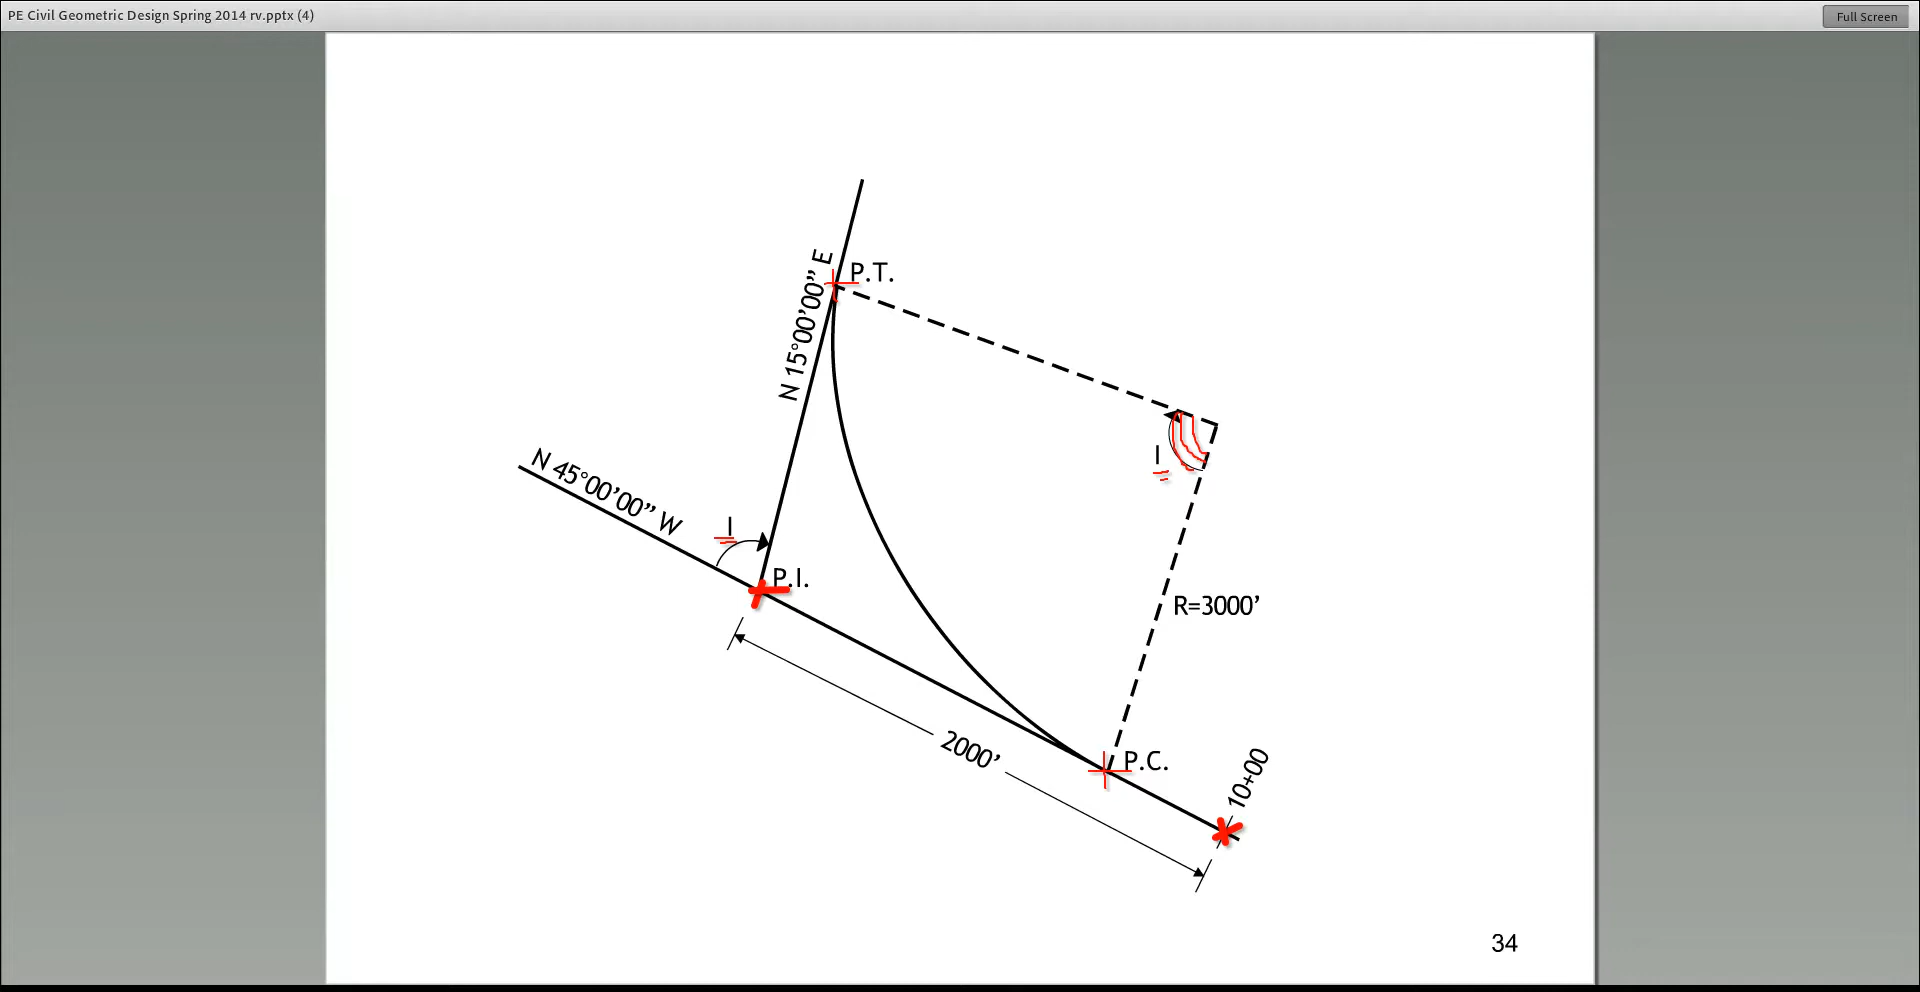 PE Civil Geometric Design Spring 2014 rv.pptx (4)
Full Screen
P.T.
N 15°00’00” E
N 45°00’00” W
I
I
P.I.
R=3000’
2000’
P.C.
10+00
34